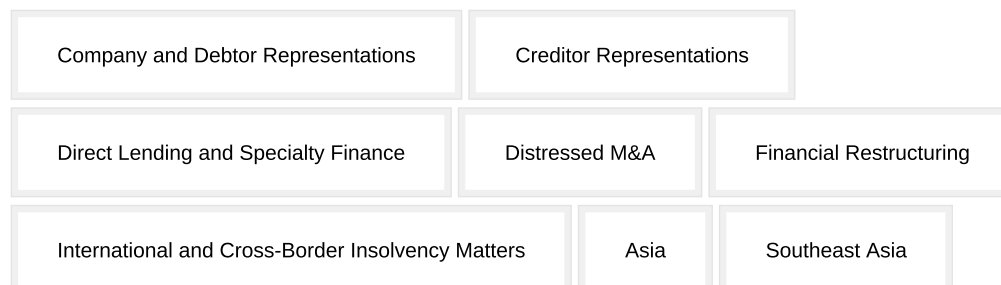 Company and Debtor Representations Creditor Representations
Direct Lending and Specialty Finance Distressed M&A Financial Restructuring
International and Cross-Border Insolvency Matters Asia Southeast Asia